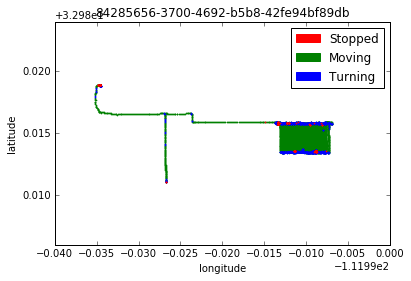 84285656-3700-4692-b5b8-42fe94bf89db
+3.298e1
Stopped
Moving
Turning
0.020
0.015
0.010
latitude
−0.040 −0.035 −0.030 −0.025 −0.020 −0.015 −0.010 −0.005 0.000
longitude
−1.1199e2